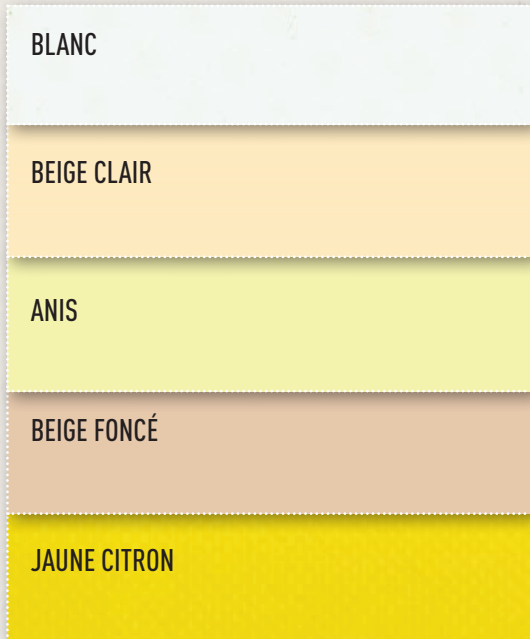 BLANC
BEIGE CLAIR
ANIS
BEIGE FONCÉ
JAUNE CITRON